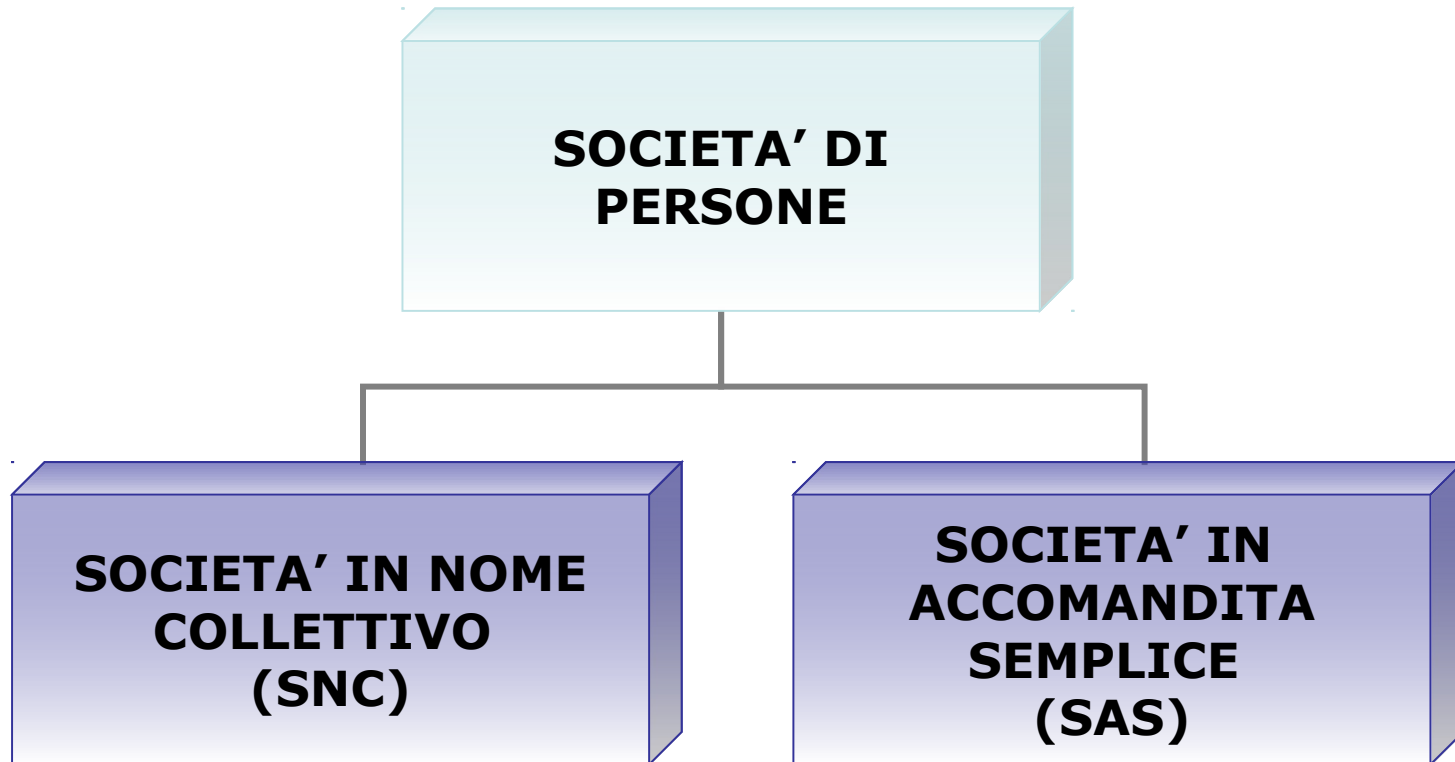 SOCIETA’ DI
PERSONE
SOCIETA’ IN NOME
COLLETTIVO
(SNC)
SOCIETA’ IN
ACCOMANDITA
SEMPLICE
(SAS)